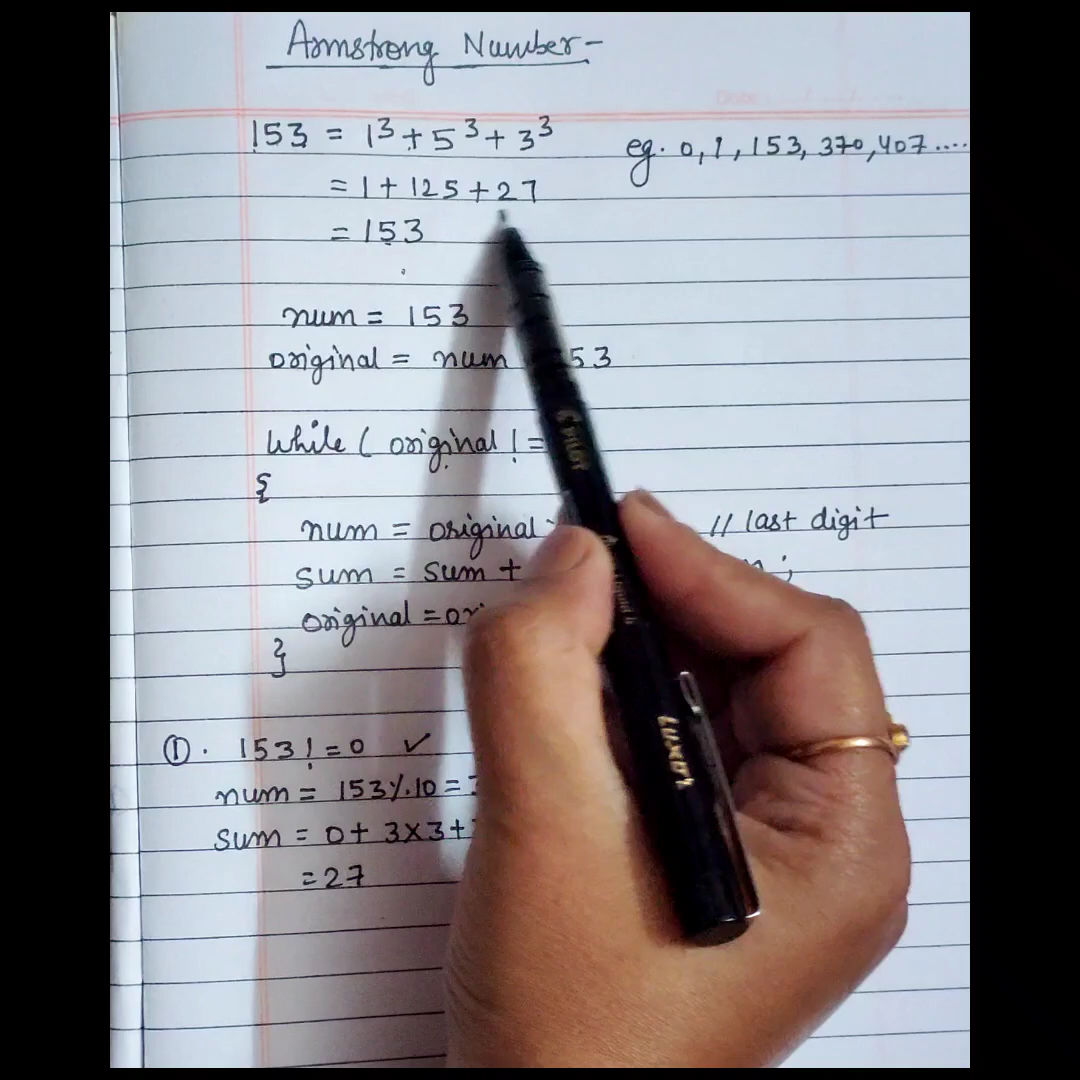 Armstrong Number-
153 = 1³ + 5³ + 3³
eg. 0, 1, 153, 370, 407 ....
= 1 + 125 + 27
= 153
num = 153
original = num 53
While ( original ! =
{
num = original // last digit
sum = sum + ;
original =
}
①. 153 ! = 0 ✓
num = 153 % 10 =
sum = 0 + 3×3+
= 27
PILOT
LUXOR